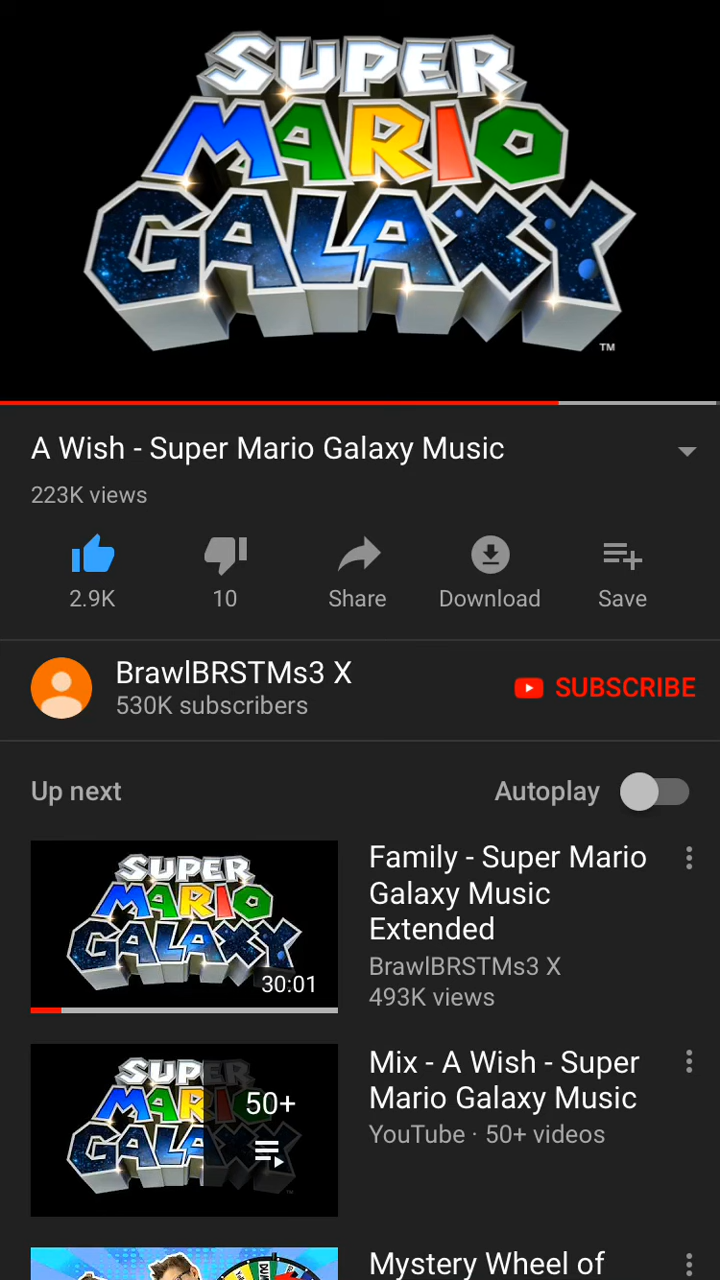 SUPER
MARIO
GALAXY
TM
A Wish - Super Mario Galaxy Music
223K views
2.9K
10
Share
Download
Save
BrawlBRSTMs3 X
530K subscribers
SUBSCRIBE
Up next
Autoplay
SUPER
MARIO
GALAXY
30:01
Family - Super Mario
Galaxy Music
Extended
BrawlBRSTMs3 X
493K views
SUPER
MARIO
GALAXY
50+
Mix - A Wish - Super
Mario Galaxy Music
YouTube · 50+ videos
Mystery Wheel of